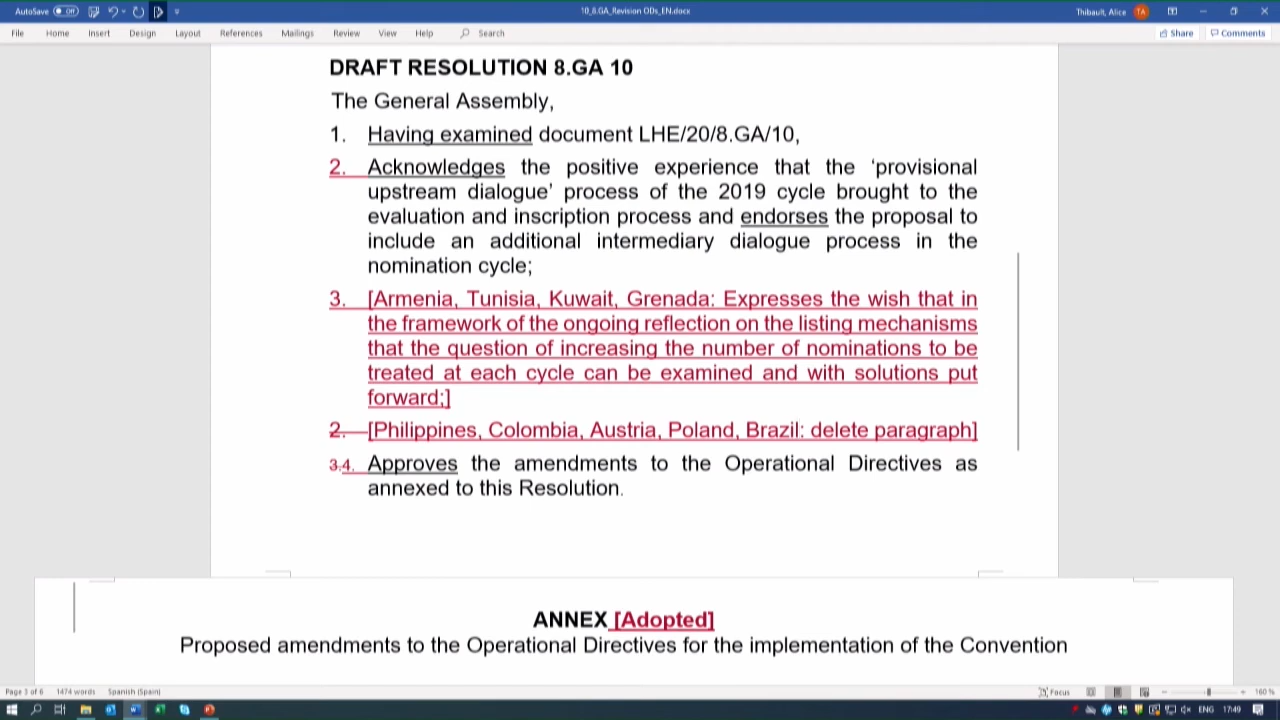 AutoSave Off 10_8.GA_Revision ODs_EN.docx Thibault, Alice TA
File Home Insert Design Layout References Mailings Review View Help Search Share Comments
DRAFT RESOLUTION 8.GA 10
The General Assembly,
1. Having examined document LHE/20/8.GA/10,
2. Acknowledges the positive experience that the ‘provisional
upstream dialogue’ process of the 2019 cycle brought to the
evaluation and inscription process and endorses the proposal to
include an additional intermediary dialogue process in the
nomination cycle;
3. [Armenia, Tunisia, Kuwait, Grenada: Expresses the wish that in
the framework of the ongoing reflection on the listing mechanisms
that the question of increasing the number of nominations to be
treated at each cycle can be examined and with solutions put
forward;]
2. [Philippines, Colombia, Austria, Poland, Brazil: delete paragraph]
3.4. Approves the amendments to the Operational Directives as
annexed to this Resolution.
ANNEX [Adopted]
Proposed amendments to the Operational Directives for the implementation of the Convention
Page 3 of 6 1474 words Spanish (Spain) Focus 160 %
ENG 17:49